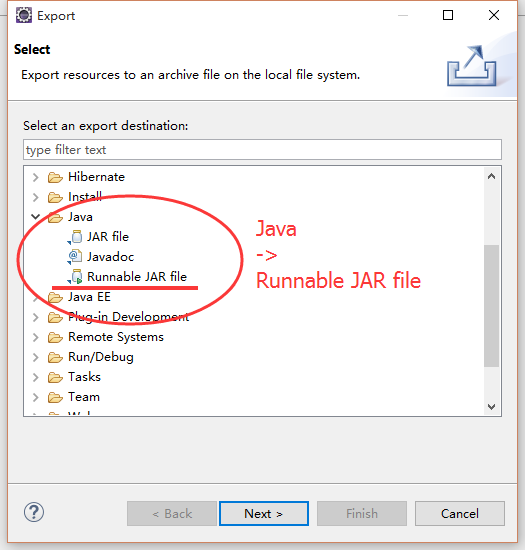 Export
Select
Export resources to an archive file on the local file system.
Select an export destination:
type filter text
Hibernate
Install
Java
JAR file
Javadoc
Runnable JAR file
Java EE
Plug-in Development
Remote Systems
Run/Debug
Tasks
Team
Java
->
Runnable JAR file
?
< Back
Next >
Finish
Cancel